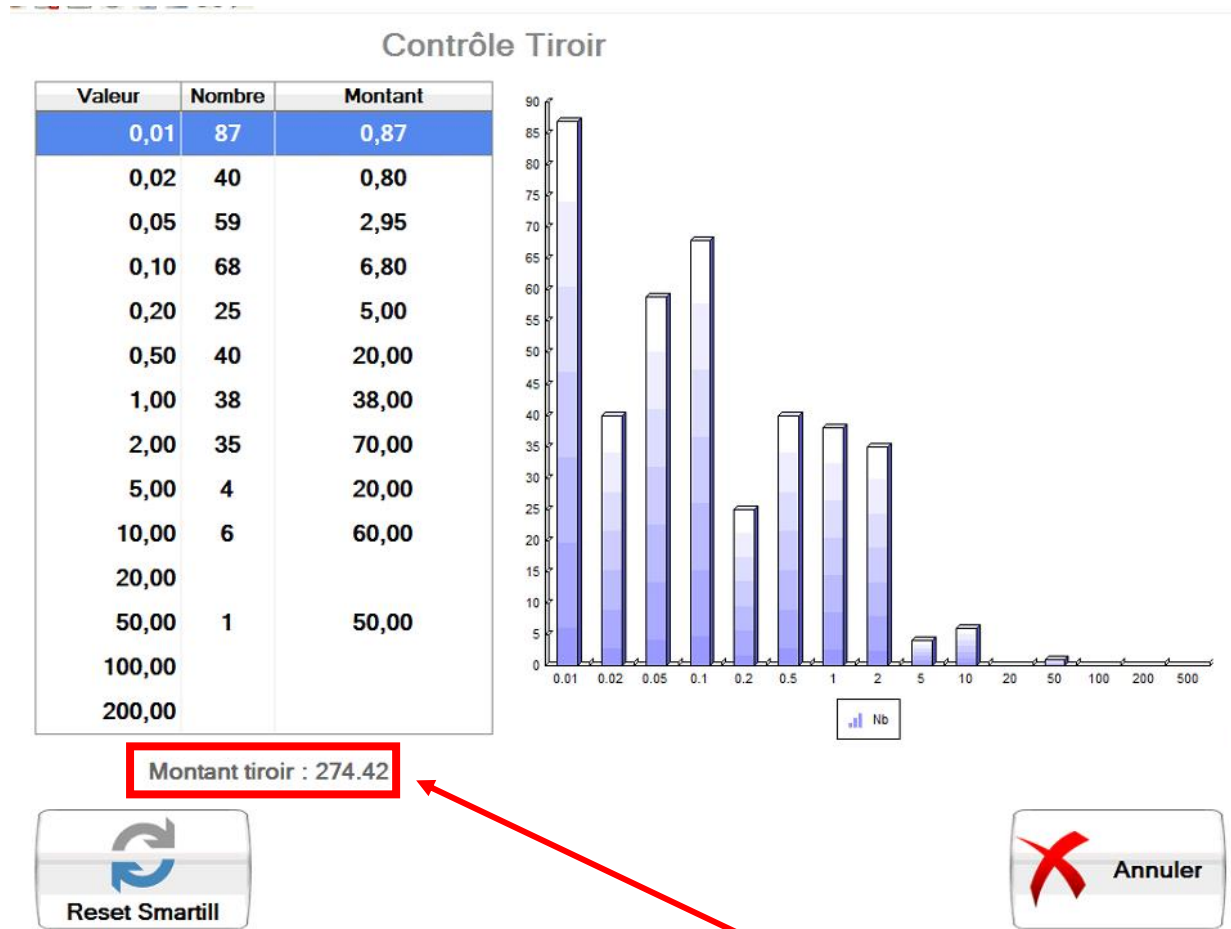 Contrôle Tiroir
Valeur Nombre Montant
0,01 87 0,87
0,02 40 0,80
0,05 59 2,95
0,10 68 6,80
0,20 25 5,00
0,50 40 20,00
1,00 38 38,00
2,00 35 70,00
5,00 4 20,00
10,00 6 60,00
20,00
50,00 1 50,00
100,00
200,00
90
85
80
75
70
65
60
55
50
45
40
35
30
25
20
15
10
5
0
0.01 0.02 0.05 0.1 0.2 0.5 1 2 5 10 20 50 100 200 500
Nb
Montant tiroir : 274.42
Reset Smartill
Annuler